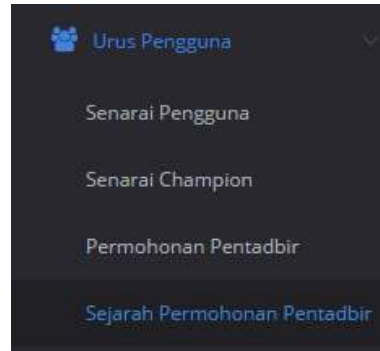 Urus Pengguna
Senarai Pengguna
Senarai Champion
Permohonan Pentadbir
Sejarah Permohonan Pentadbir